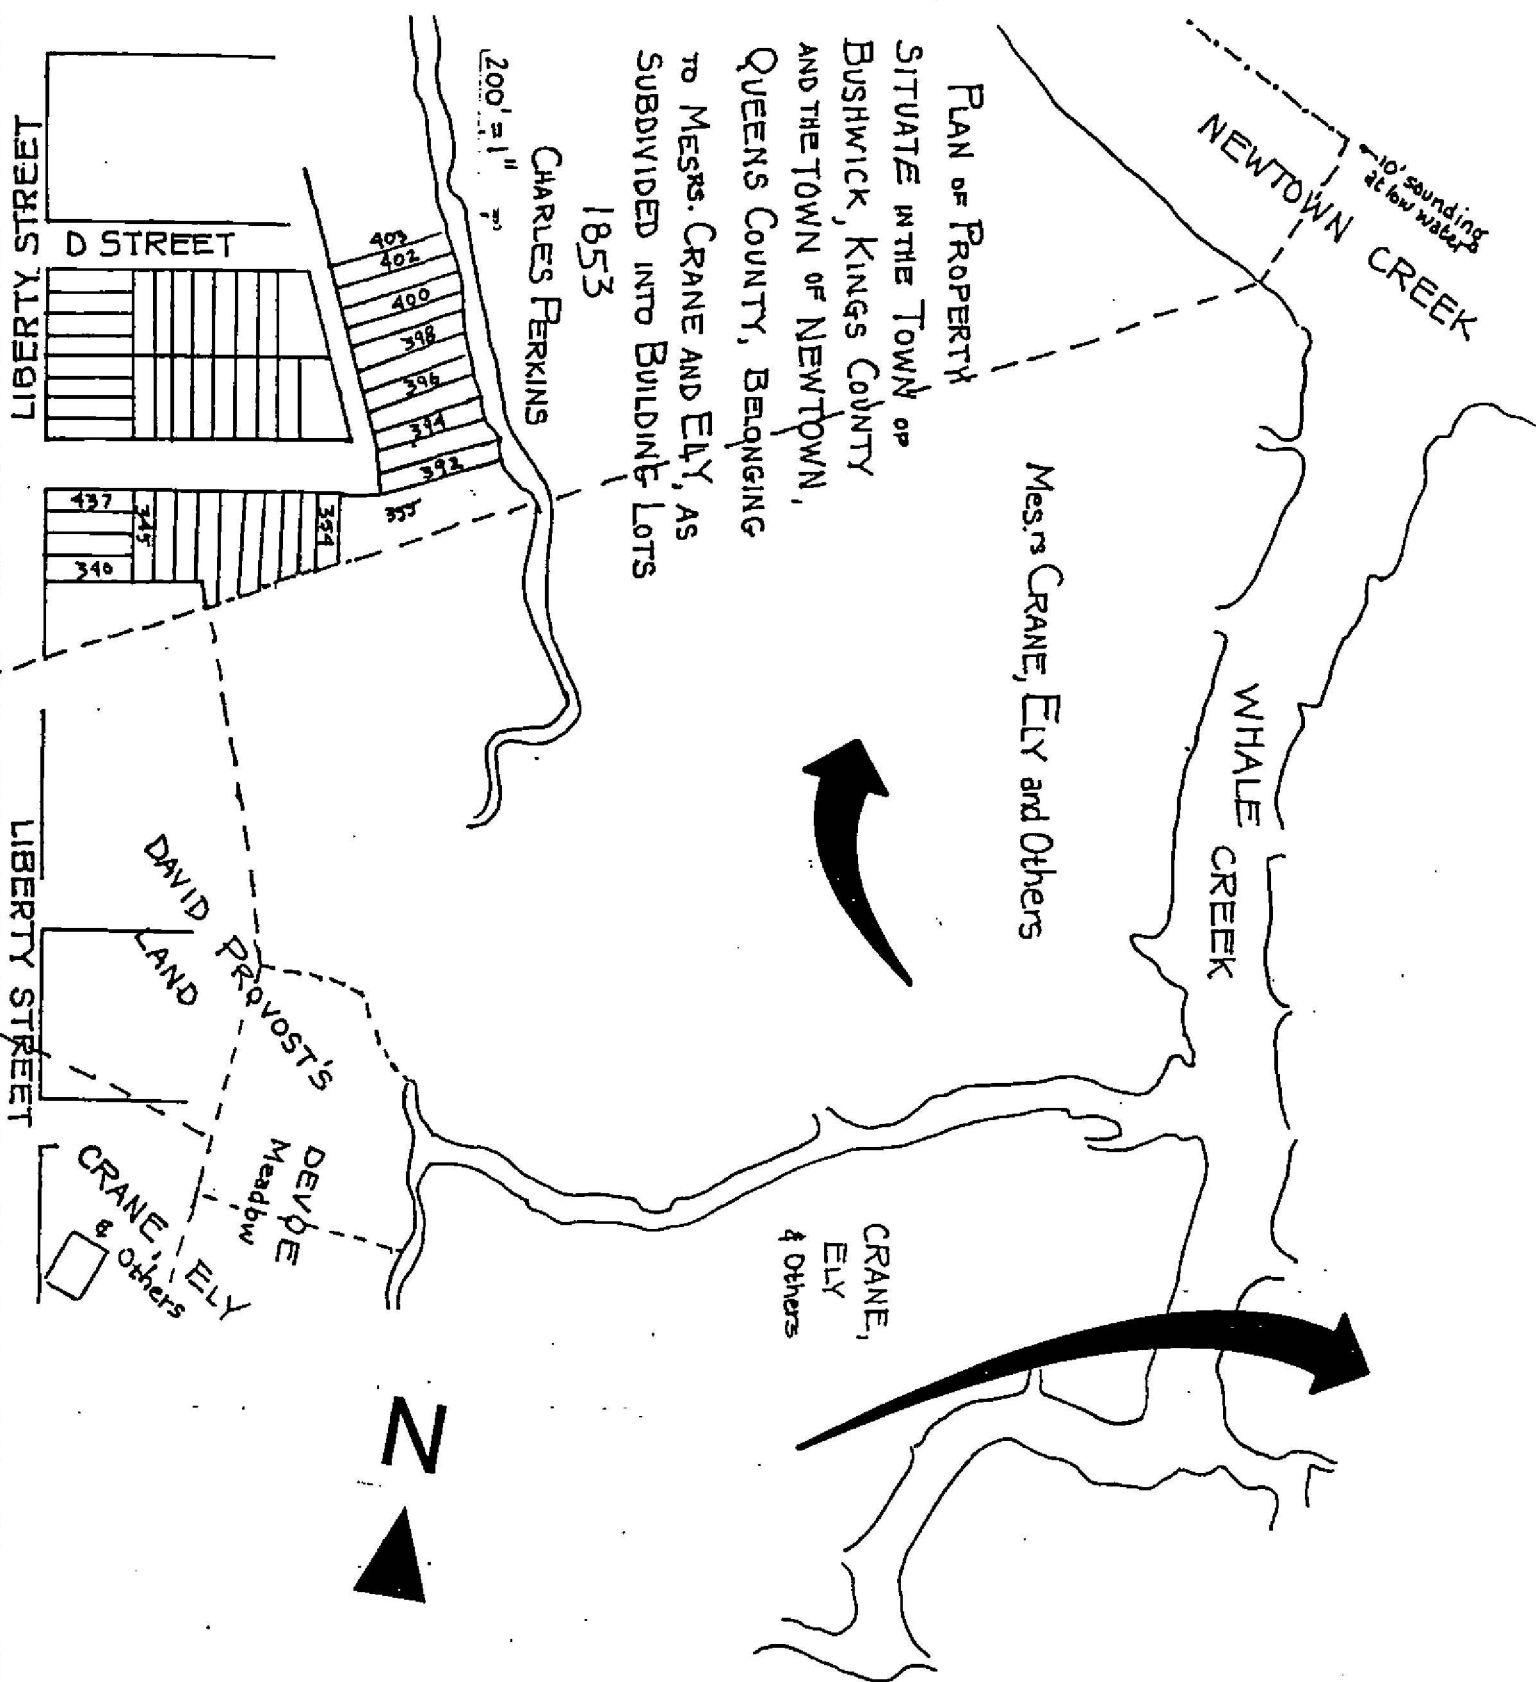 PLAN OF PROPERTY
SITUATE IN THE TOWN OF
BUSHWICK, KINGS COUNTY
AND THE TOWN OF NEWTOWN,
QUEENS COUNTY, BELONGING
TO MESRS. CRANE AND ELY, AS
SUBDIVIDED INTO BUILDING LOTS
1853
CHARLES PERKINS
200' = 1"
10' sounding
at low water
NEWTOWN CREEK
Mes.rs CRANE, ELY and Others
WHALE CREEK
CRANE,
ELY
& Others
403
402
400
398
396
394
392
355
354
345
437
340
D STREET
LIBERTY STREET
LIBERTY STREET
DAVID PROVOST'S
LAND
DEVOE
Meadow
CRANE, ELY
& Others
N